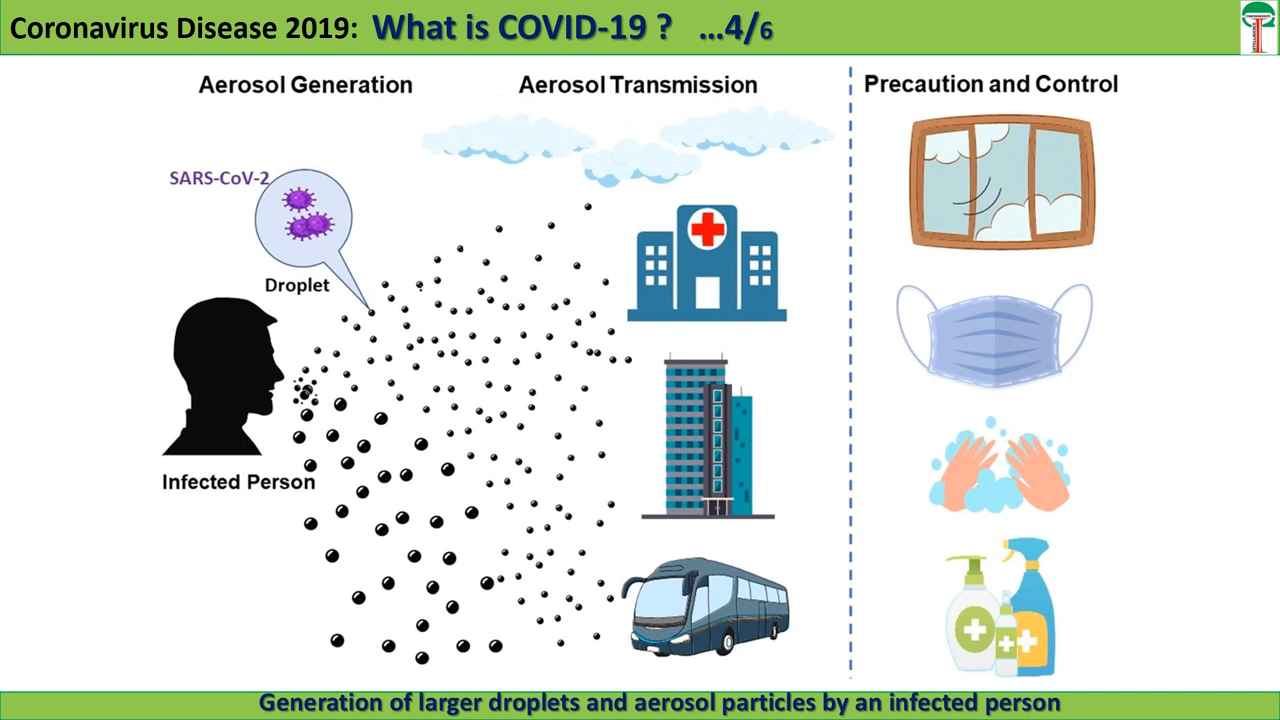 Coronavirus Disease 2019: What is COVID-19 ? ...4/6
Aerosol Generation
Aerosol Transmission
Precaution and Control
SARS-CoV-2
Droplet
Infected Person
Generation of larger droplets and aerosol particles by an infected person